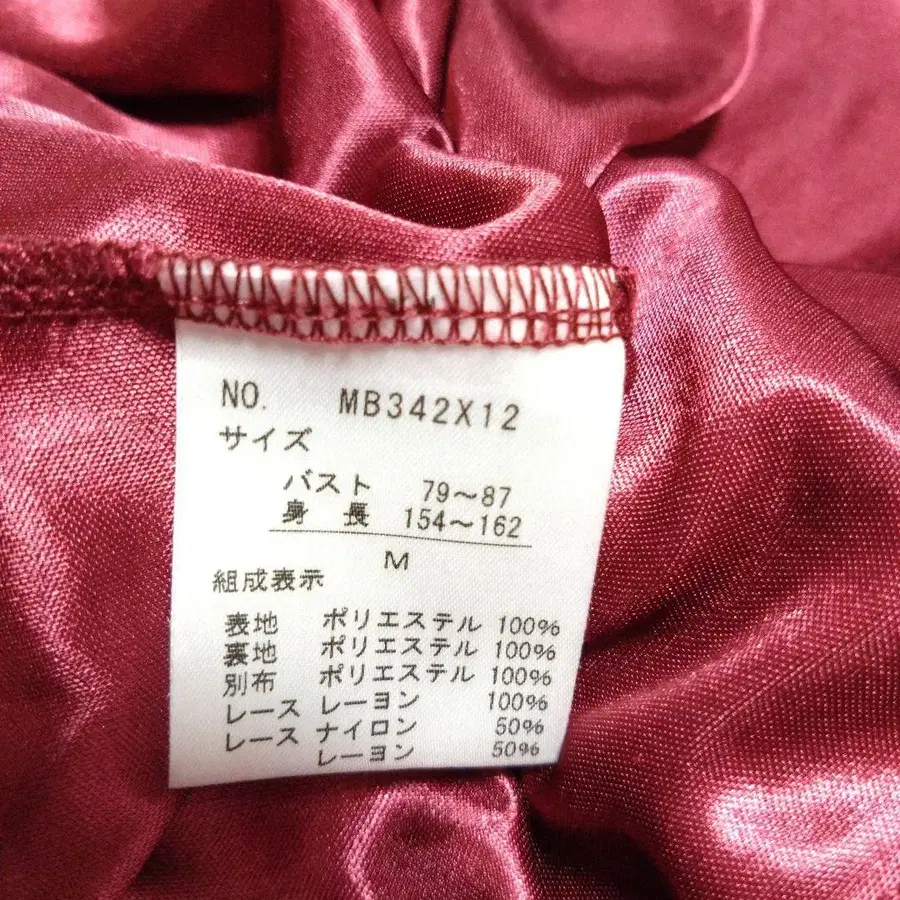 NO. MB342X12
サイズ
バスト 79～87
身長 154～162
M
組成表示
表地 ポリエステル 100%
裏地 ポリエステル 100%
別布 ポリエステル 100%
レース レーヨン 100%
レース ナイロン 50%
レーヨン 50%